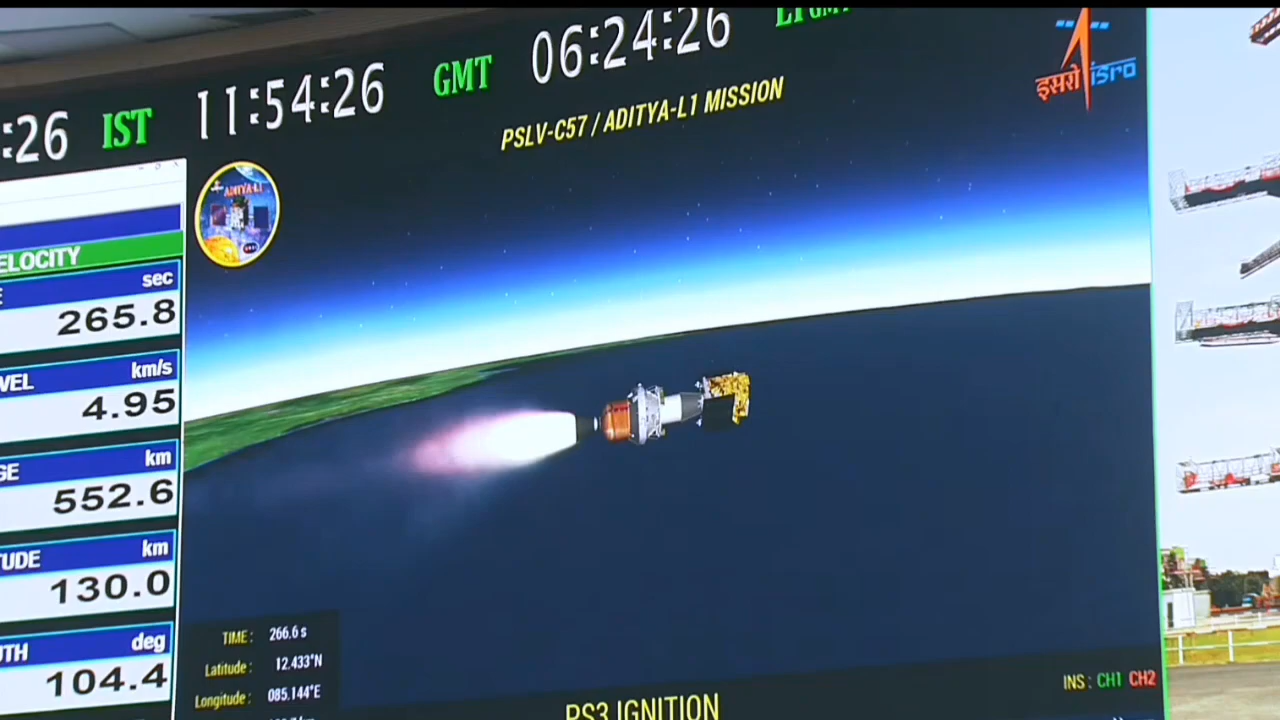 :26 IST 11:54:26 GMT 06:24:26
PSLV-C57 / ADITYA-L1 MISSION
इसरो isro
ADITYA-L1
ELOCITY
sec
265.8
VEL km/s
4.95
GE km
552.6
TUDE km
130.0
UTH deg
104.4
TIME: 266.6 s
Latitude: 12.433°N
Longitude: 085.144°E
PS3 IGNITION
INS: CH1 CH2